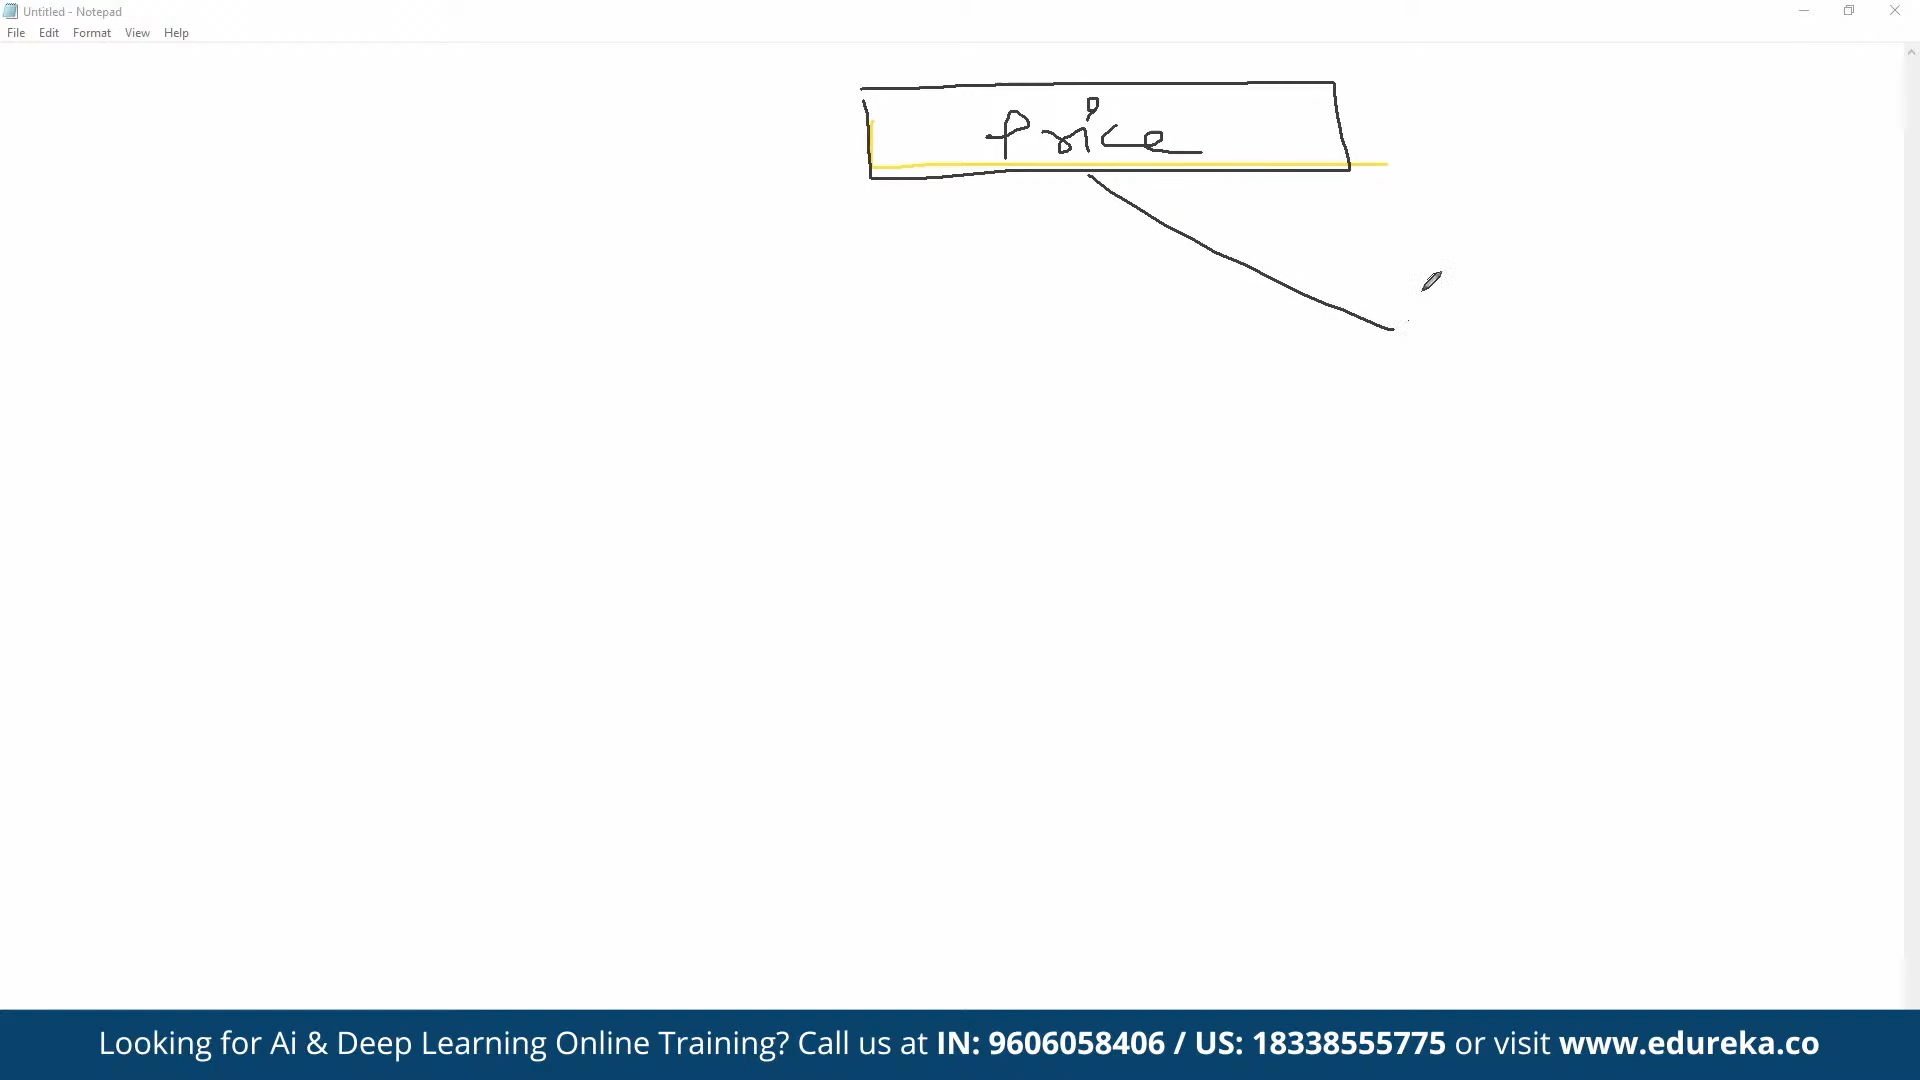 Untitled - Notepad
File Edit Format View Help
Price
Looking for Ai & Deep Learning Online Training? Call us at IN: 9606058406 / US: 18338555775 or visit www.edureka.co